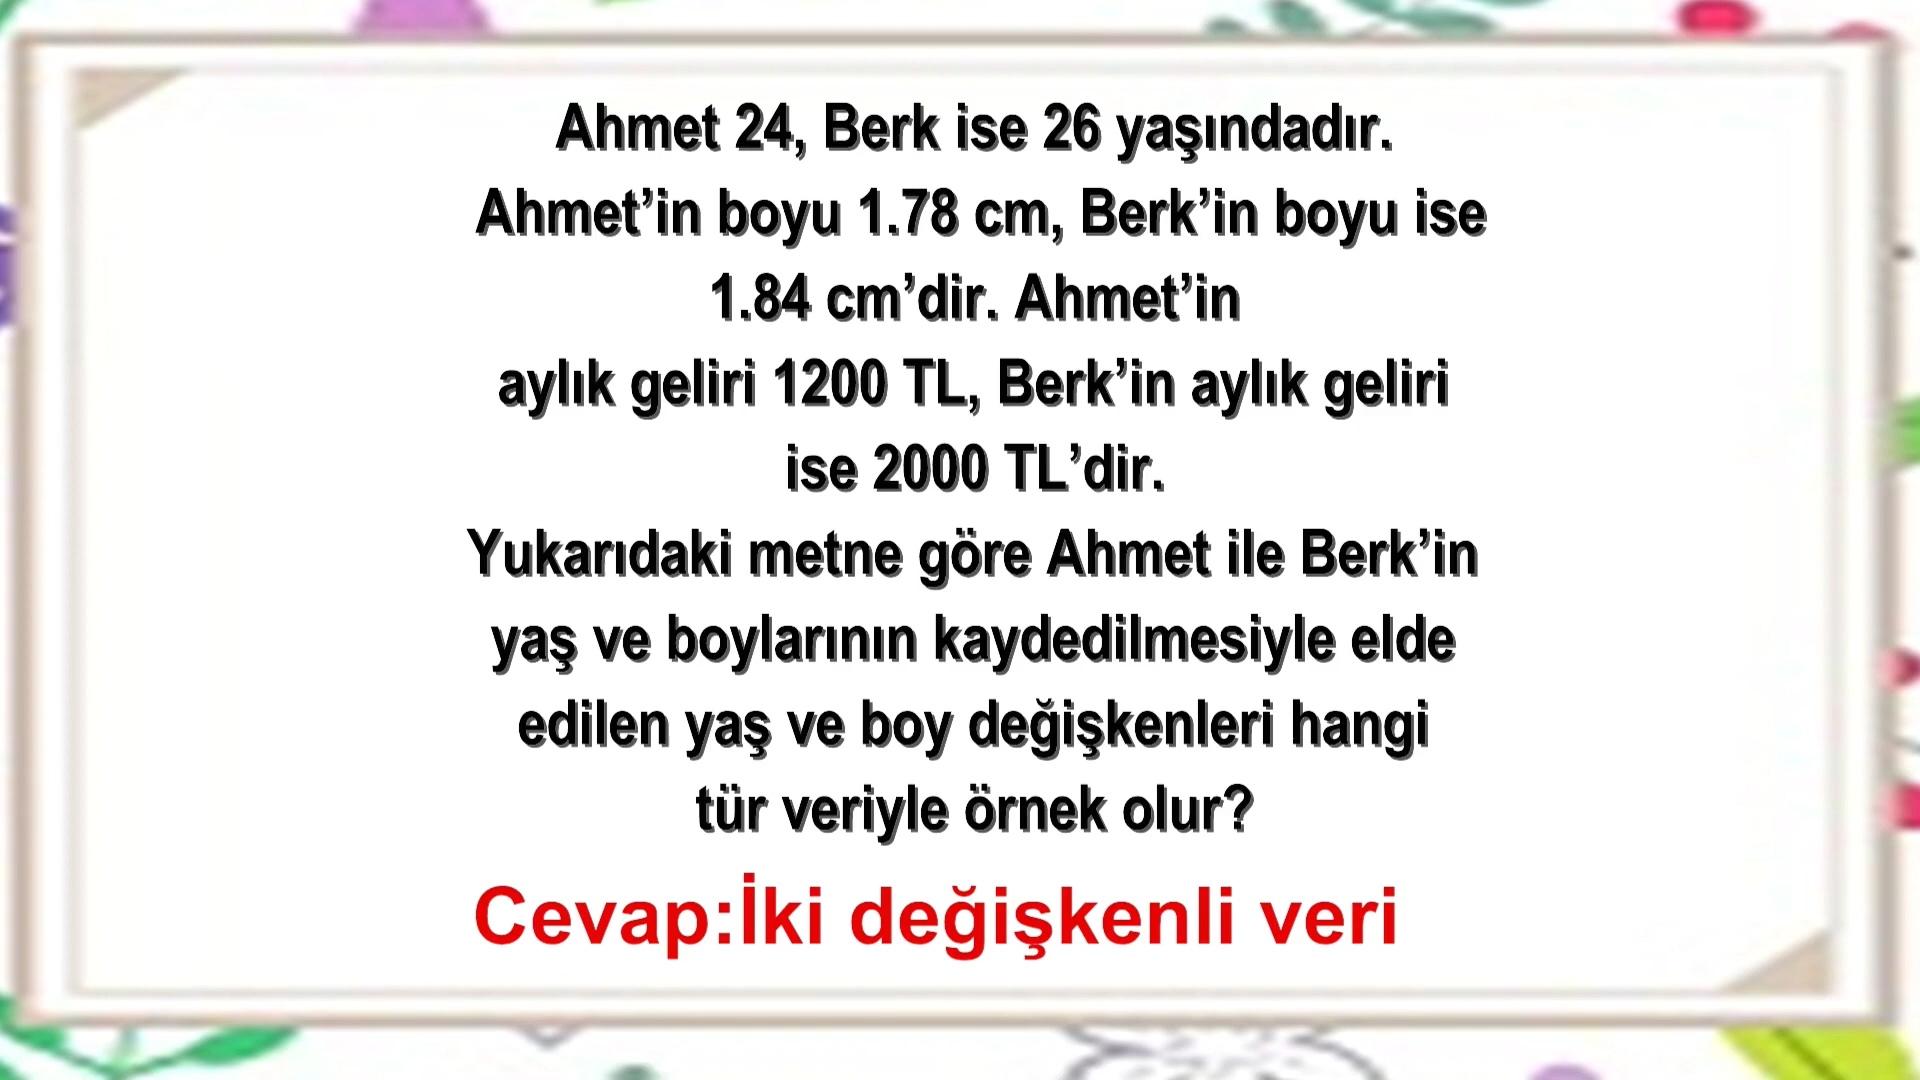 Ahmet 24, Berk ise 26 yaşındadır.
Ahmet’in boyu 1.78 cm, Berk’in boyu ise
1.84 cm’dir. Ahmet’in
aylık geliri 1200 TL, Berk’in aylık geliri
ise 2000 TL’dir.
Yukarıdaki metne göre Ahmet ile Berk’in
yaş ve boylarının kaydedilmesiyle elde
edilen yaş ve boy değişkenleri hangi
tür veriyle örnek olur?
Cevap:İki değişkenli veri